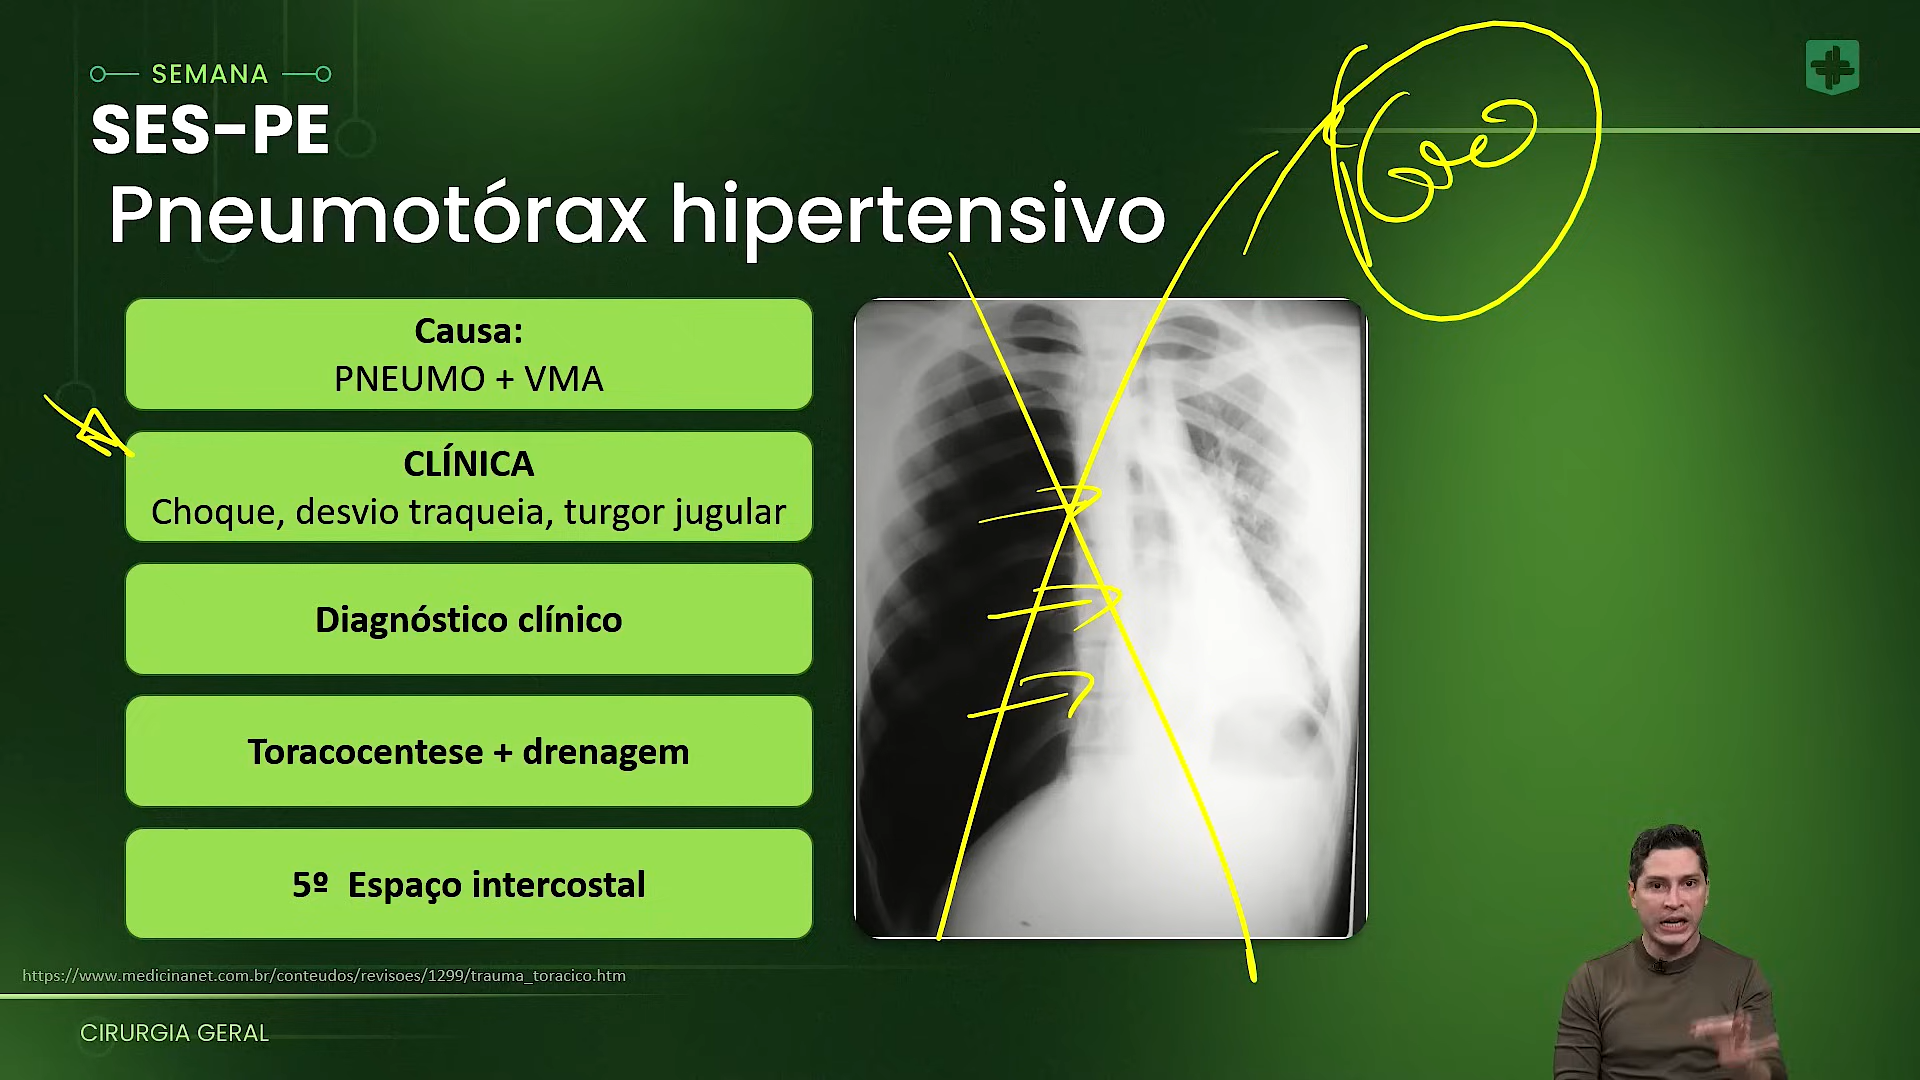 SEMANA
SES-PE
Pneumotórax hipertensivo
Causa:
PNEUMO + VMA
CLÍNICA
Choque, desvio traqueia, turgor jugular
Diagnóstico clínico
Toracocentese + drenagem
5º Espaço intercostal
https://www.medicinanet.com.br/conteudos/revisoes/1299/trauma_toracico.htm
CIRURGIA GERAL